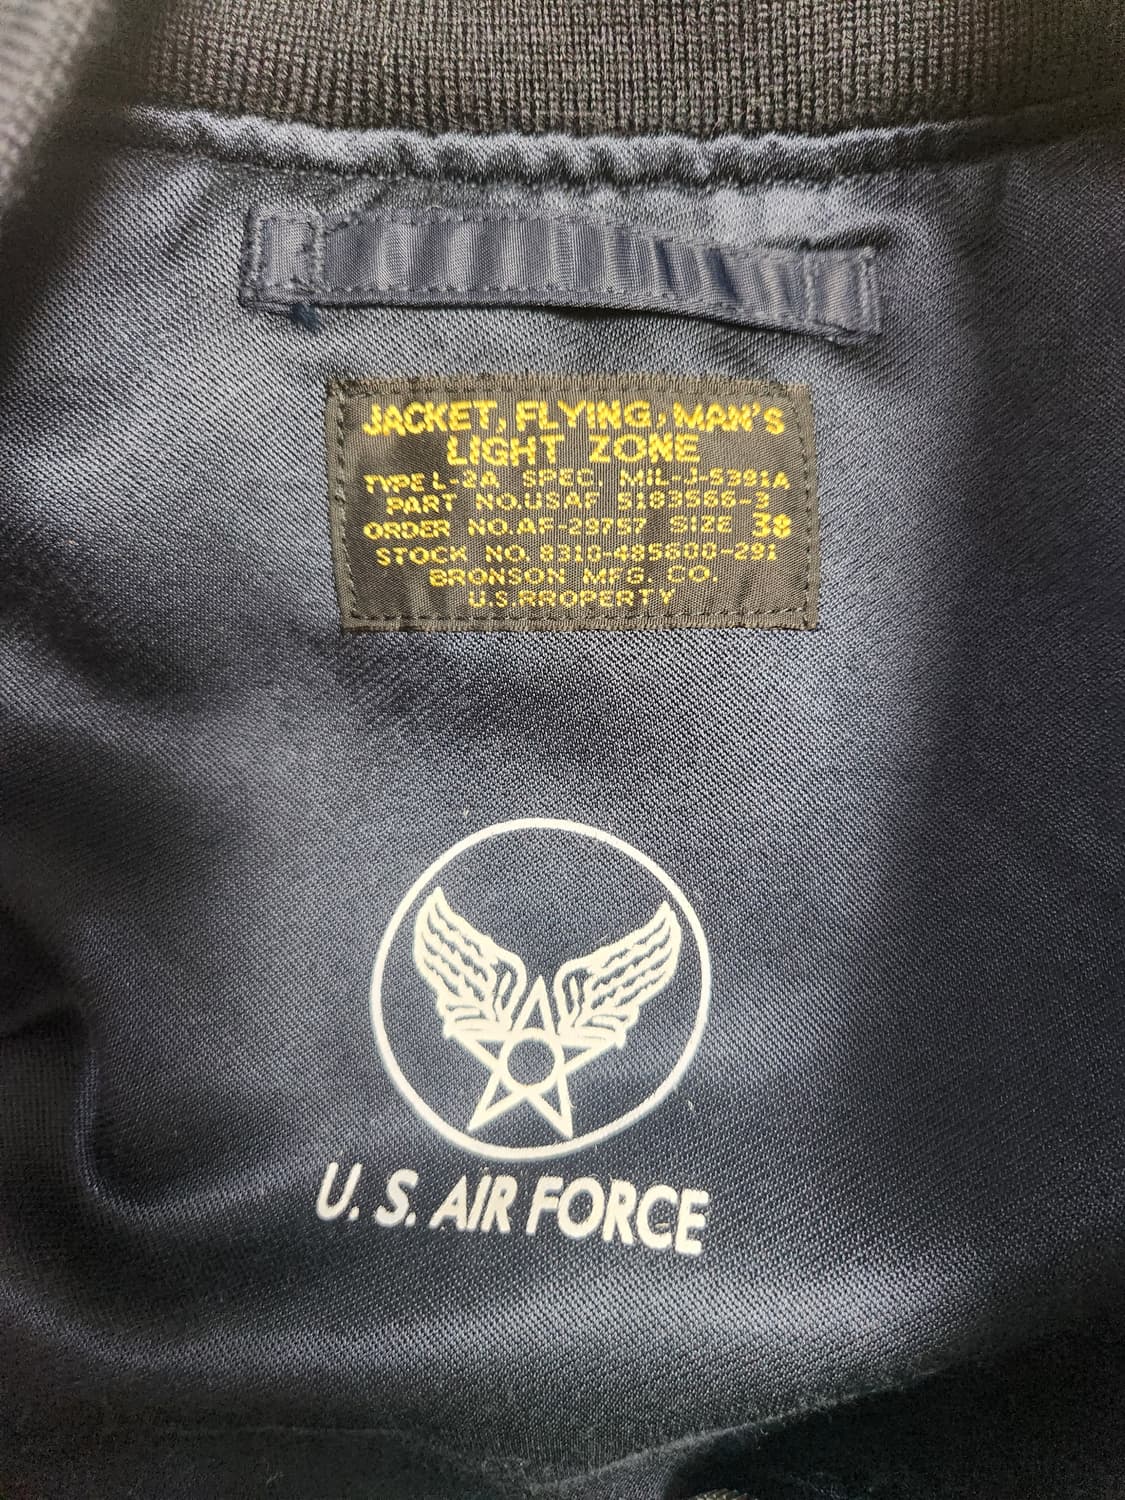 JACKET, FLYING, MAN'S
LIGHT ZONE
TYPE L-2A SPEC. MIL-J-5391A
PART NO.USAF 5183566-3
ORDER NO.AF-29757 SIZE 38
STOCK NO. 8310-485600-291
BRONSON MFG. CO.
U.S.RROPERTY
U. S. AIR FORCE